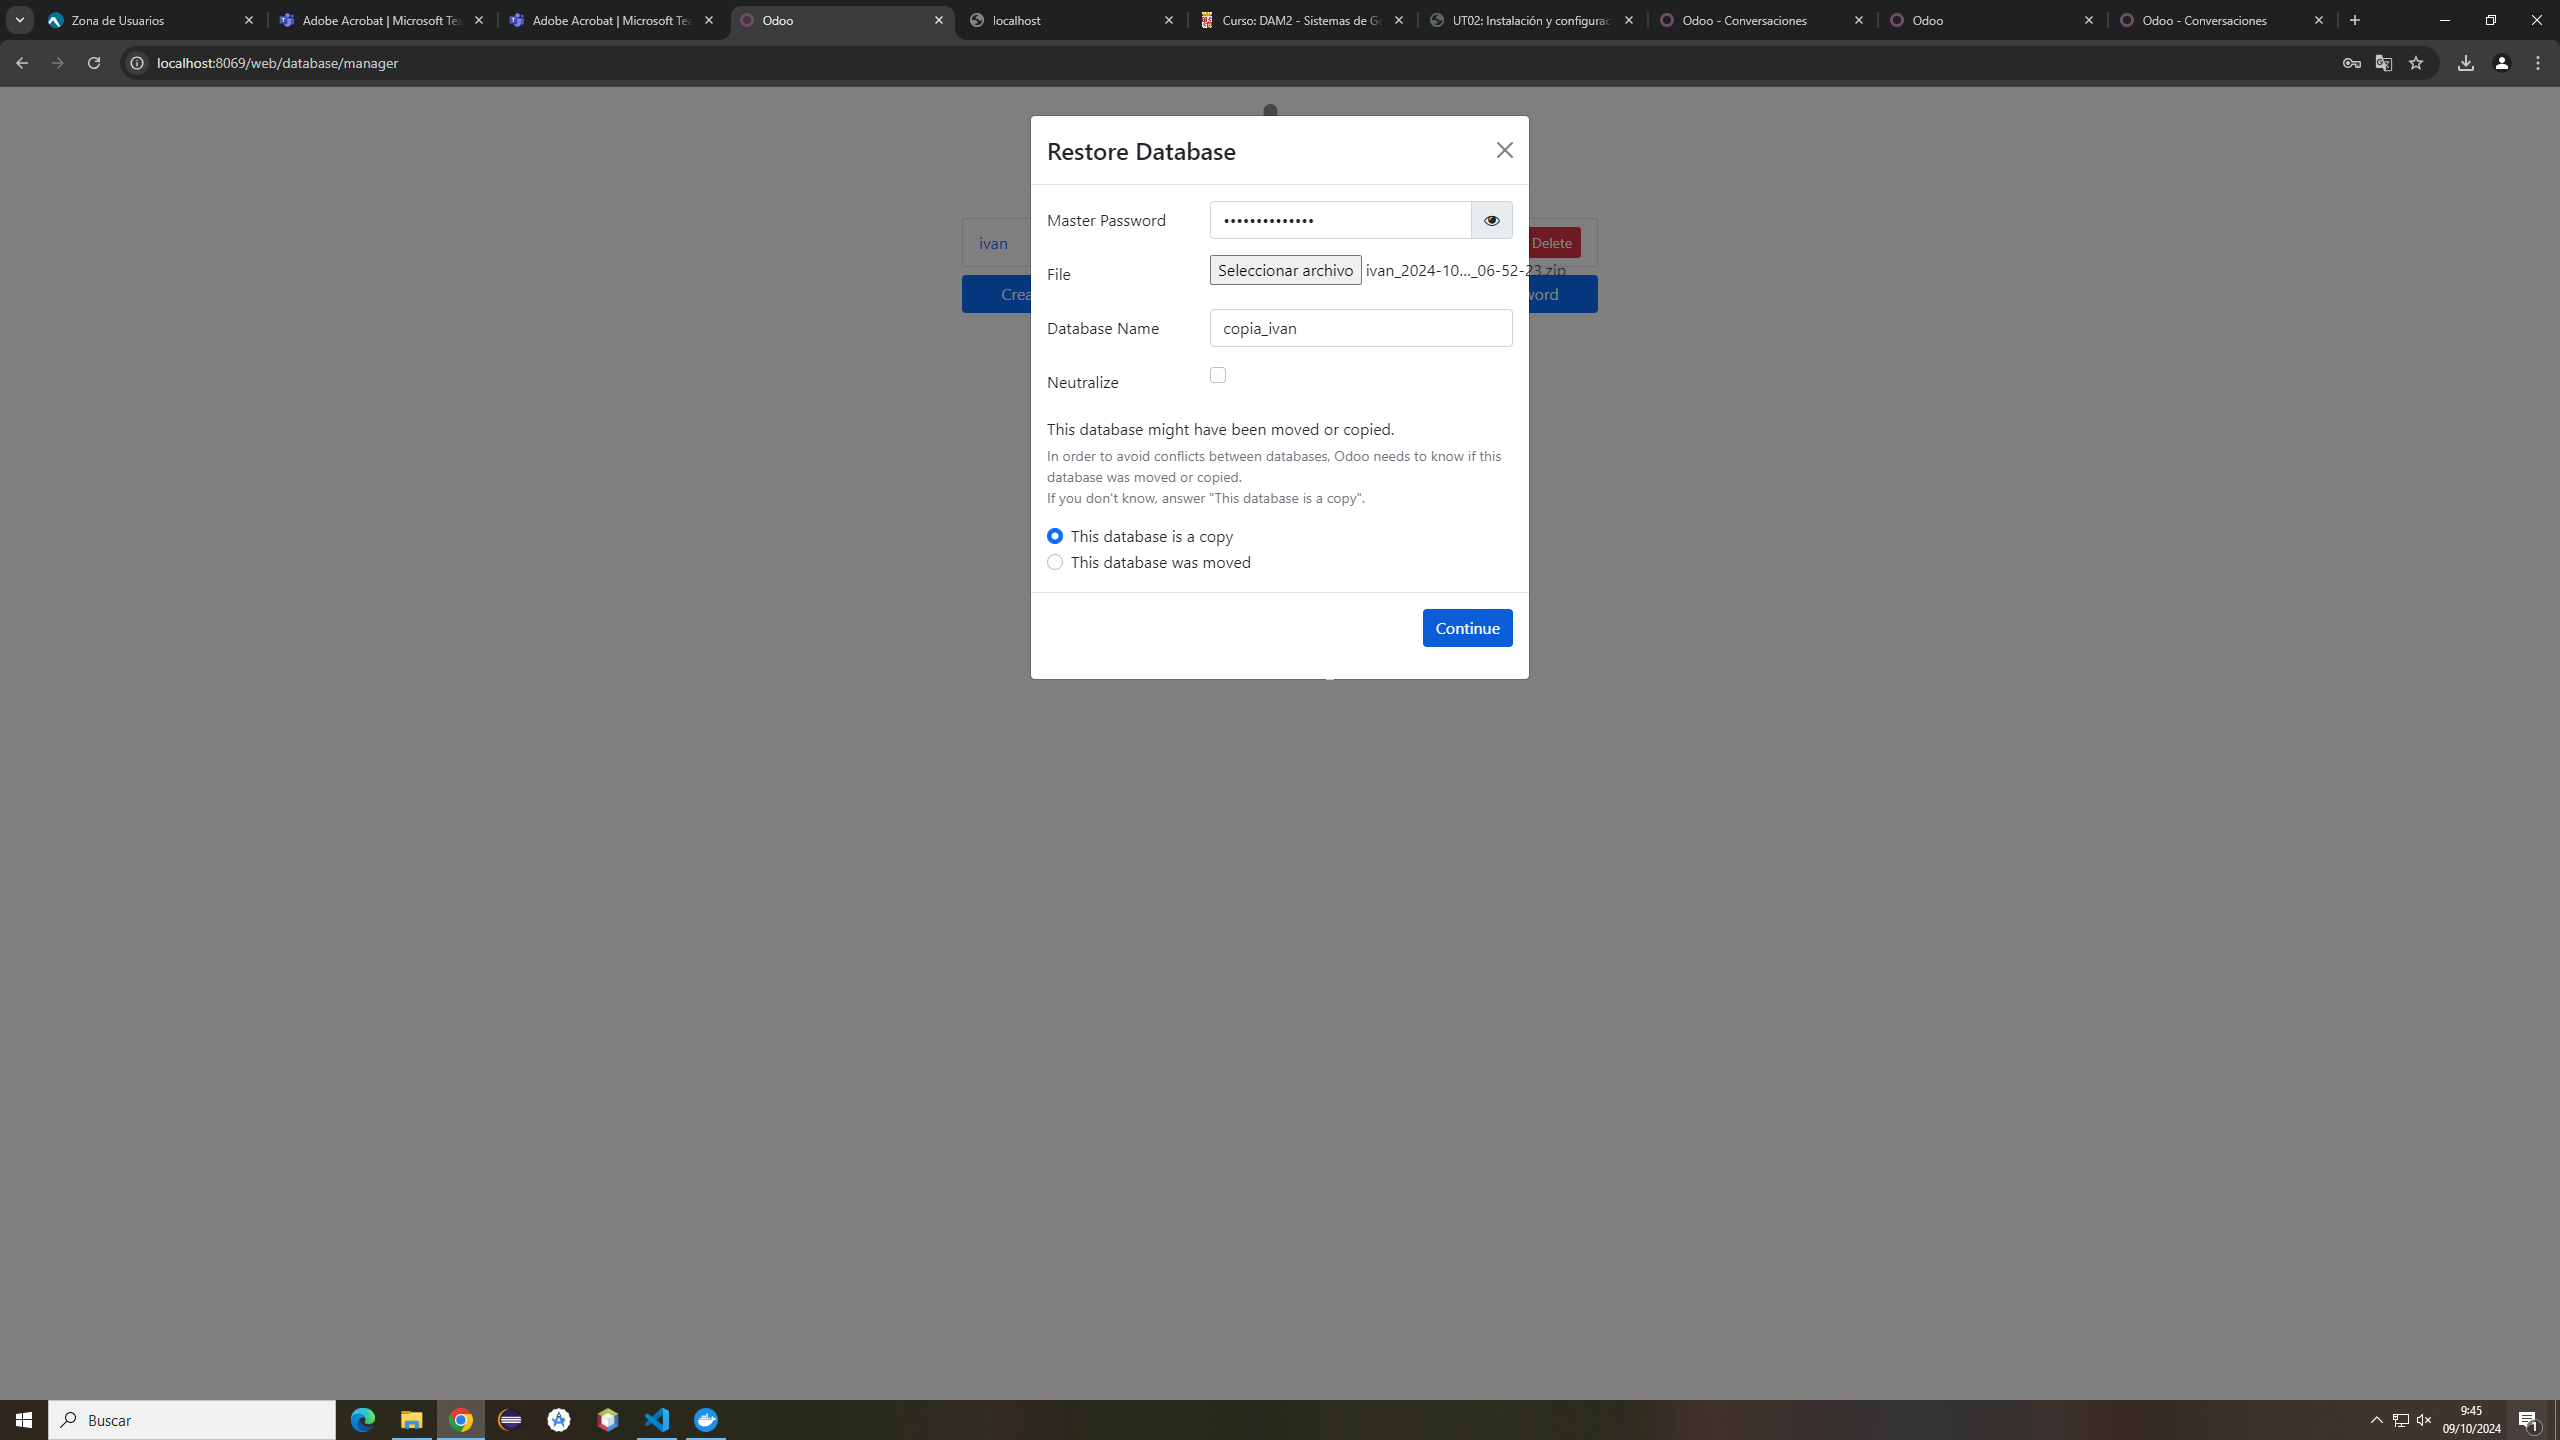 Zona de Usuarios
Adobe Acrobat | Microsoft Tea
Adobe Acrobat | Microsoft Tea
Odoo
localhost
Curso: DAM2 - Sistemas de Ge
UT02: Instalación y configurac
Odoo - Conversaciones
Odoo
Odoo - Conversaciones
localhost:8069/web/database/manager
Restore Database
Master Password
••••••••••••••
ivan
Delete
File
Seleccionar archivo ivan_2024-10..._06-52-23.zip
Crea
word
Database Name
copia_ivan
Neutralize
This database might have been moved or copied.
In order to avoid conflicts between databases, Odoo needs to know if this
database was moved or copied.
If you don't know, answer "This database is a copy".
This database is a copy
This database was moved
Continue
Buscar
9:45
09/10/2024
1